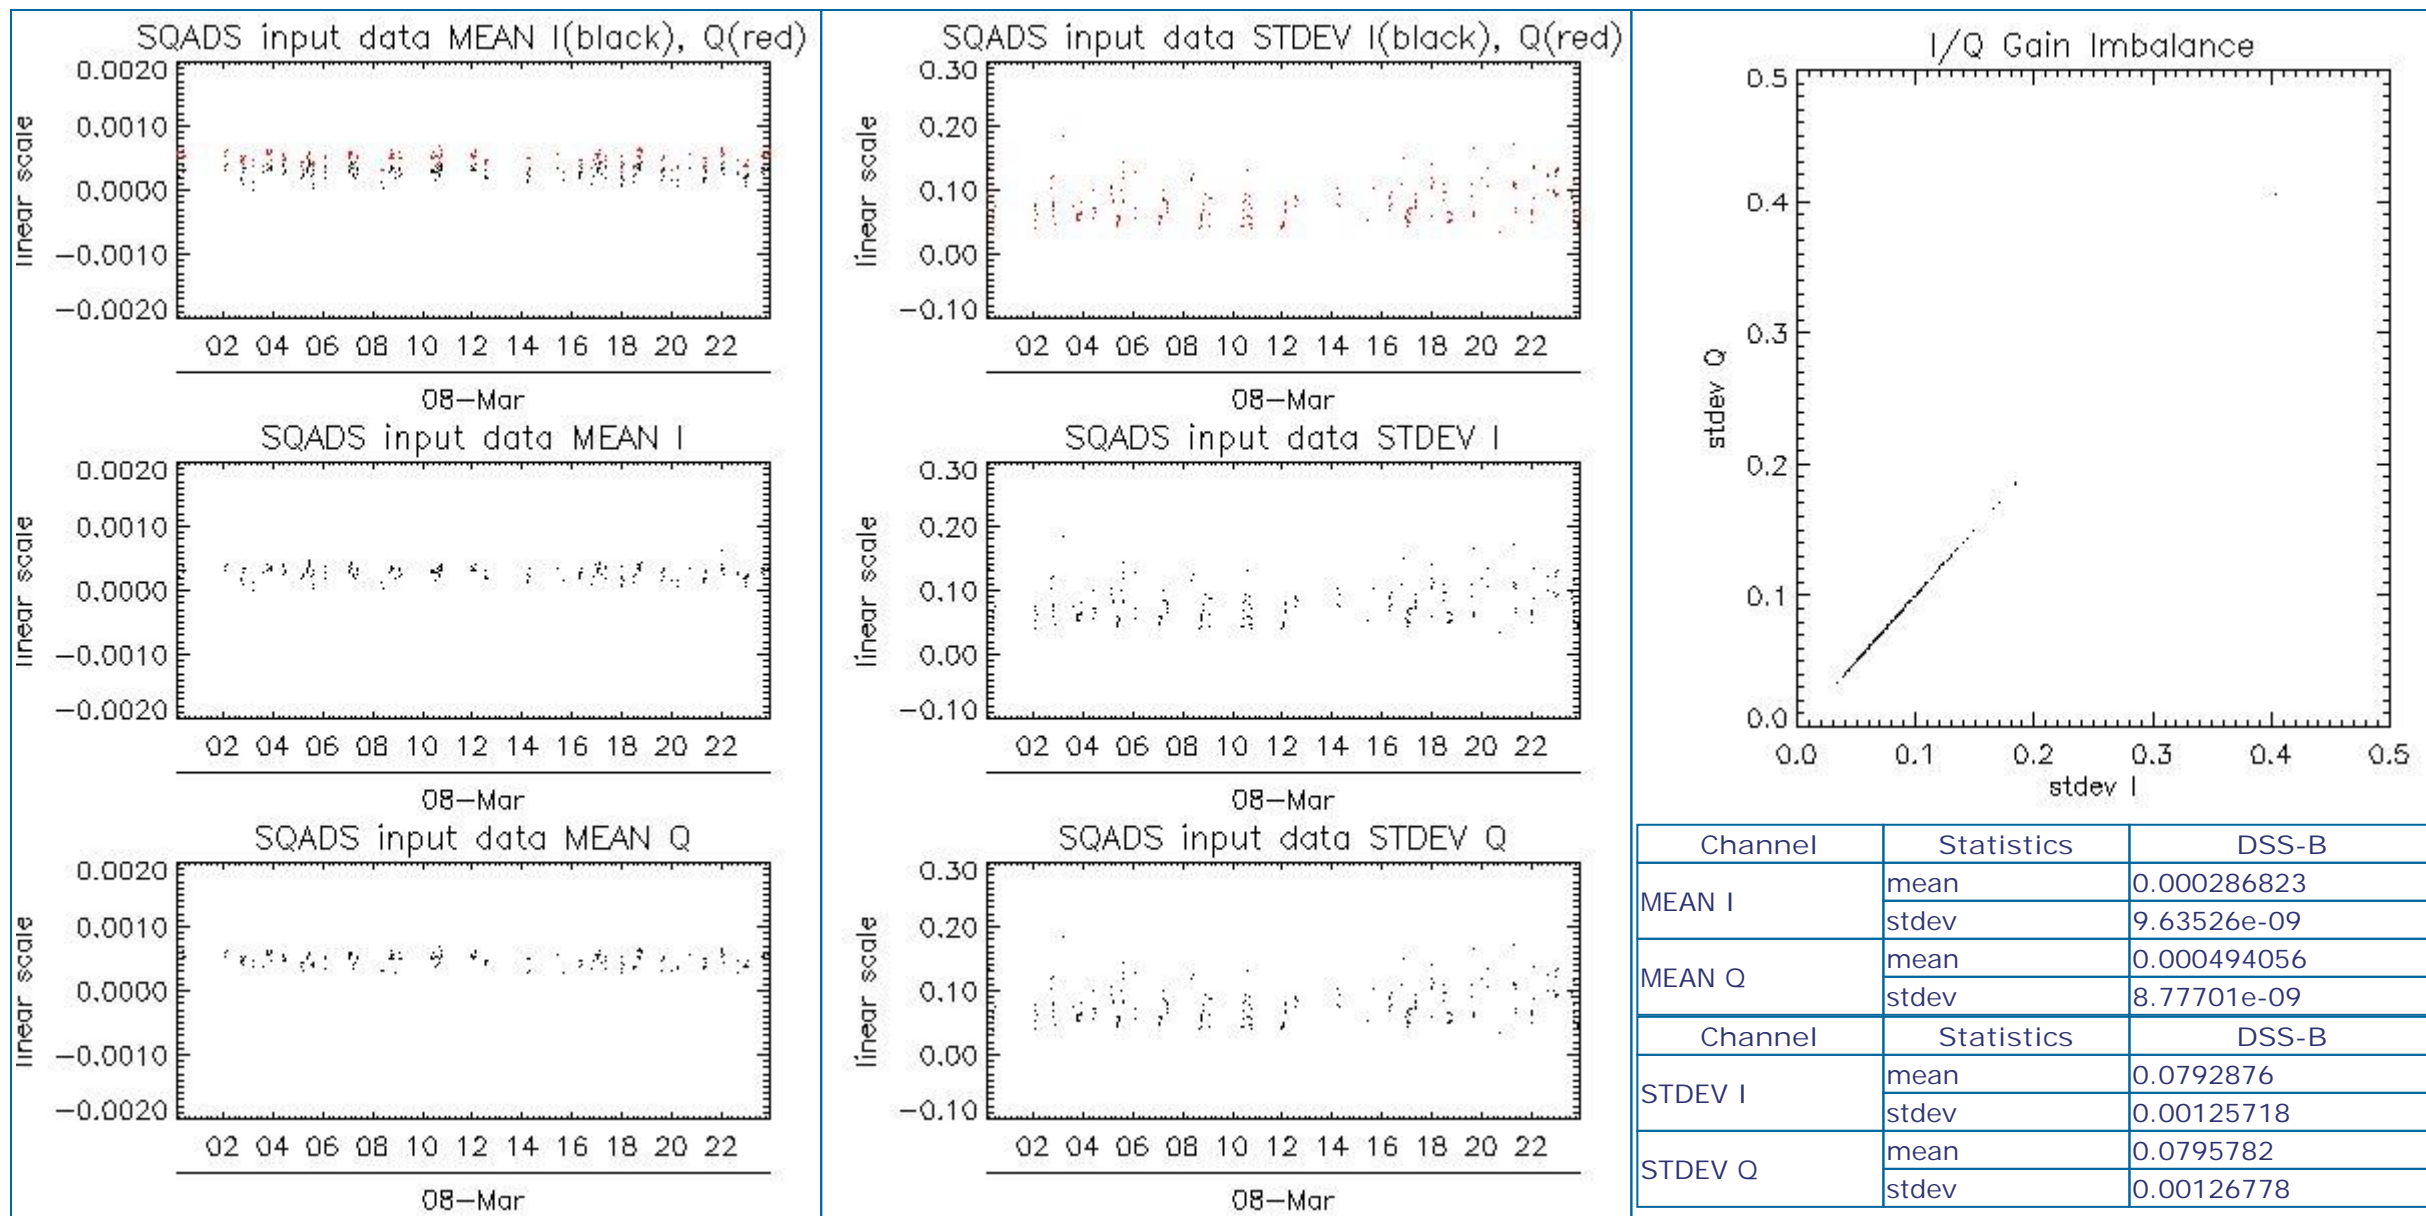 SQADS input data MEAN I(black), Q(red)
0.0020
0.0010
0.0000
−0.0010
−0.0020
linear scale
02 04 06 08 10 12 14 16 18 20 22
08−Mar
SQADS input data MEAN I
0.0020
0.0010
0.0000
−0.0010
−0.0020
linear scale
02 04 06 08 10 12 14 16 18 20 22
08−Mar
SQADS input data MEAN Q
0.0020
0.0010
0.0000
−0.0010
−0.0020
linear scale
02 04 06 08 10 12 14 16 18 20 22
08−Mar
SQADS input data STDEV I(black), Q(red)
0.30
0.20
0.10
0.00
−0.10
linear scale
02 04 06 08 10 12 14 16 18 20 22
08−Mar
SQADS input data STDEV I
0.30
0.20
0.10
0.00
−0.10
linear scale
02 04 06 08 10 12 14 16 18 20 22
08−Mar
SQADS input data STDEV Q
0.30
0.20
0.10
0.00
−0.10
linear scale
02 04 06 08 10 12 14 16 18 20 22
08−Mar
I/Q Gain Imbalance
0.5
0.4
0.3
0.2
0.1
0.0
stdev Q
0.0 0.1 0.2 0.3 0.4 0.5
stdev I
Channel Statistics DSS-B
MEAN I mean 0.000286823
stdev 9.63526e-09
MEAN Q mean 0.000494056
stdev 8.77701e-09
Channel Statistics DSS-B
STDEV I mean 0.0792876
stdev 0.00125718
STDEV Q mean 0.0795782
stdev 0.00126778